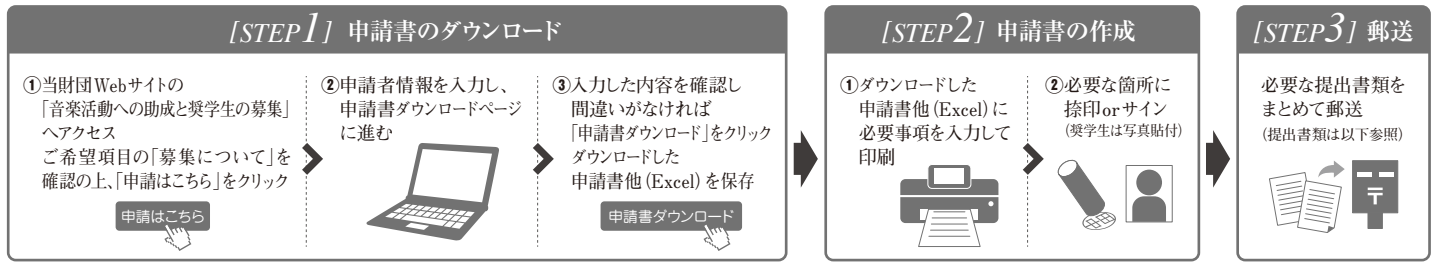 [STEP1] 申請書のダウンロード
①当財団Webサイトの
「音楽活動への助成と奨学生の募集」
へアクセス
ご希望項目の「募集について」を
確認の上、「申請はこちら」をクリック
申請はこちら
②申請者情報を入力し、
申請書ダウンロードページ
に進む
③入力した内容を確認し
間違いがなければ
「申請書ダウンロード」をクリック
ダウンロードした
申請書他(Excel)を保存
申請書ダウンロード
[STEP2] 申請書の作成
①ダウンロードした
申請書他(Excel)に
必要事項を入力して
印刷
②必要な箇所に
捺印orサイン
(奨学生は写真貼付)
[STEP3] 郵送
必要な提出書類を
まとめて郵送
(提出書類は以下参照)
〒